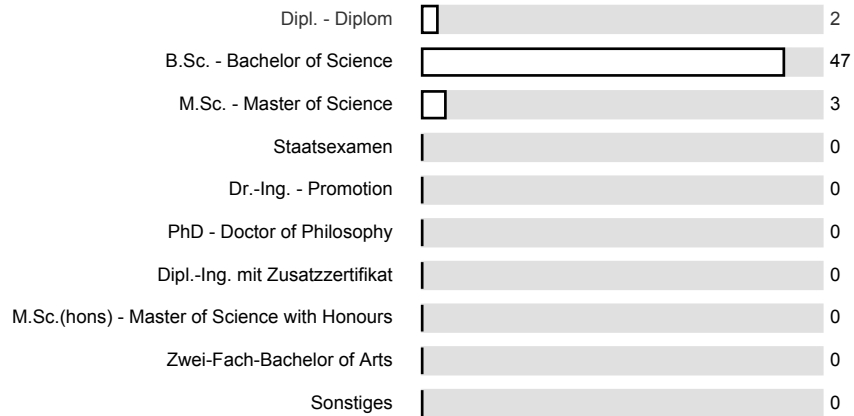 Dipl. - Diplom 2
B.Sc. - Bachelor of Science 47
M.Sc. - Master of Science 3
Staatsexamen 0
Dr.-Ing. - Promotion 0
PhD - Doctor of Philosophy 0
Dipl.-Ing. mit Zusatzzertifikat 0
M.Sc.(hons) - Master of Science with Honours 0
Zwei-Fach-Bachelor of Arts 0
Sonstiges 0